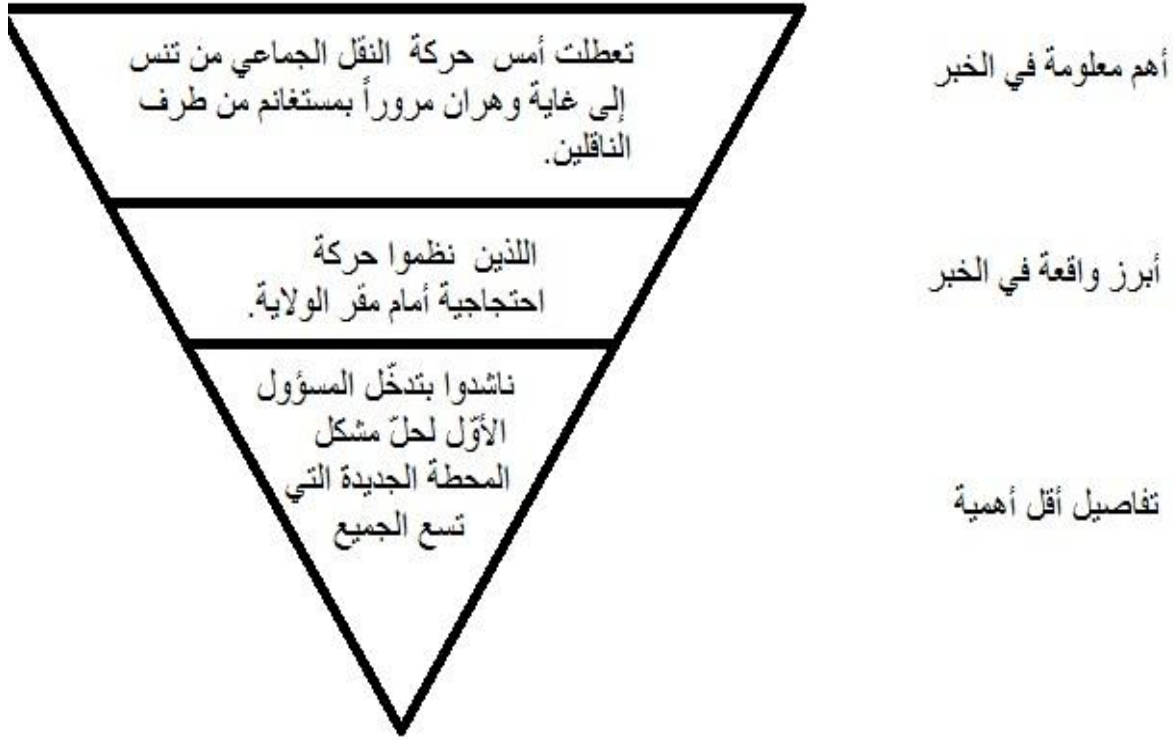 تعطلت أمس حركة النقل الجماعي من تنس
إلى غاية وهران مروراً بمستغانم من طرف
الناقلين.
أهم معلومة في الخبر
اللذين نظموا حركة
احتجاجية أمام مقر الولاية.
أبرز واقعة في الخبر
ناشدوا بتدخّل المسؤول
الأوّل لحلّ مشكل
المحطة الجديدة التي
تسع الجميع
تفاصيل أقل أهمية